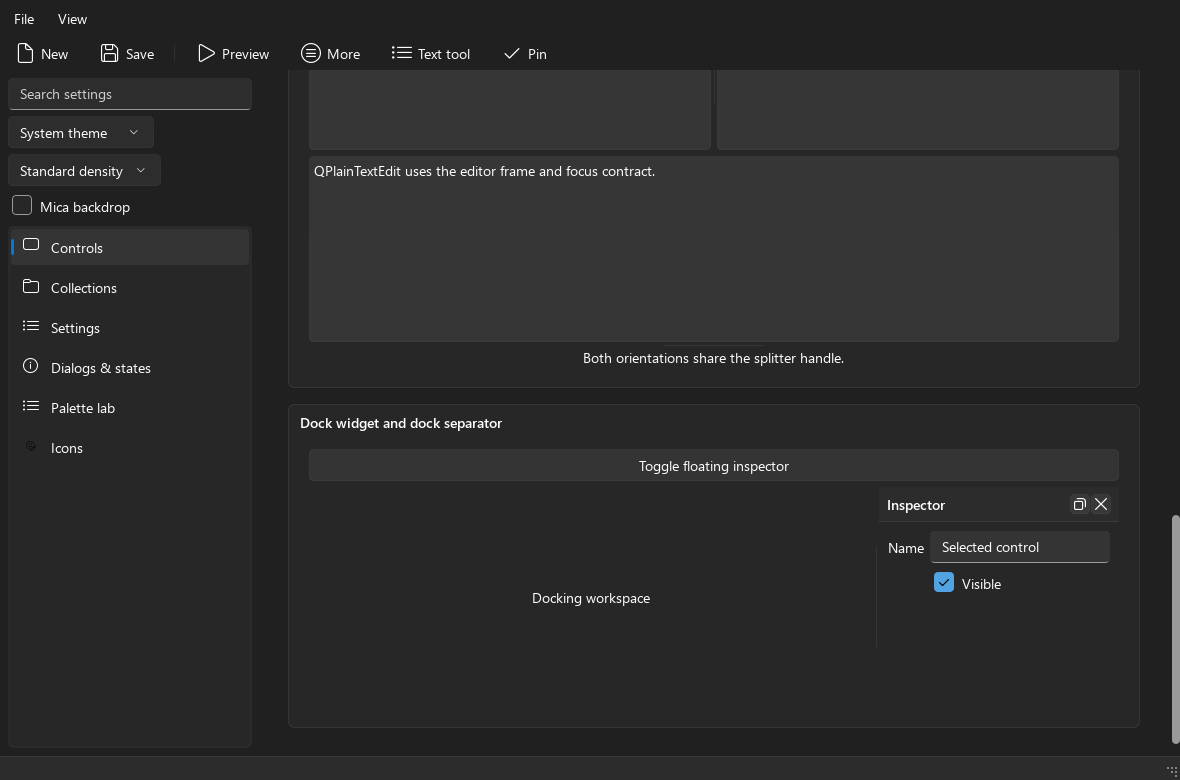 File View
New Save Preview More Text tool Pin
Search settings
System theme
Standard density
Mica backdrop
Controls
Collections
Settings
Dialogs & states
Palette lab
Icons
QPlainTextEdit uses the editor frame and focus contract.
Both orientations share the splitter handle.
Dock widget and dock separator
Toggle floating inspector
Docking workspace
Inspector
Name Selected control
Visible